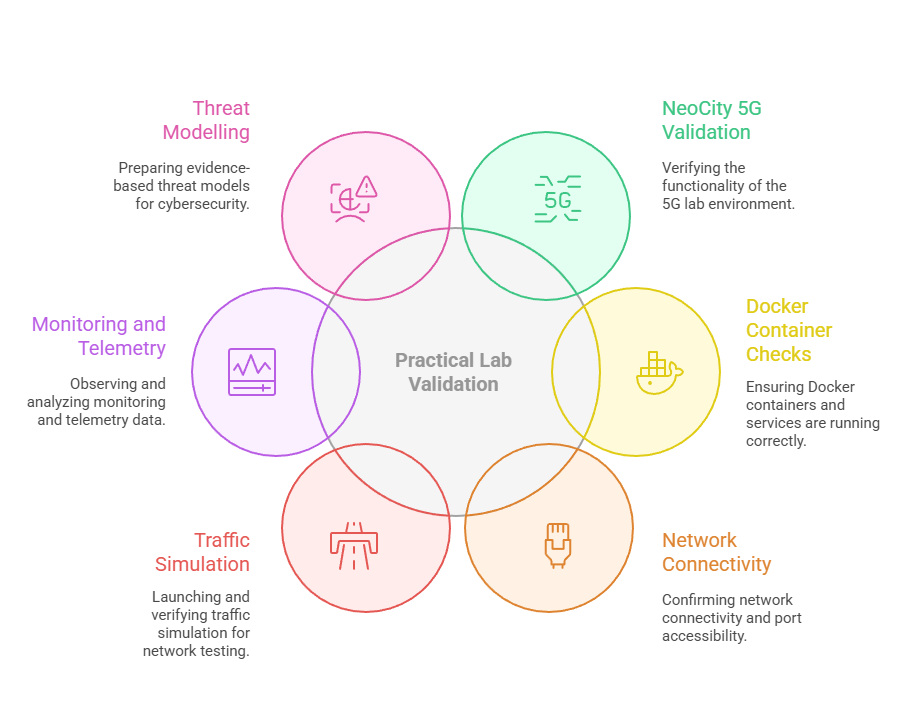 Threat
Modelling
Preparing evidence-
based threat models
for cybersecurity.
NeoCity 5G
Validation
Verifying the
functionality of the
5G lab environment.
5G
Monitoring and
Telemetry
Observing and
analyzing monitoring
and telemetry data.
Practical Lab
Validation
Docker
Container
Checks
Ensuring Docker
containers and
services are running
correctly.
Traffic
Simulation
Launching and
verifying traffic
simulation for
network testing.
Network
Connectivity
Confirming network
connectivity and port
accessibility.